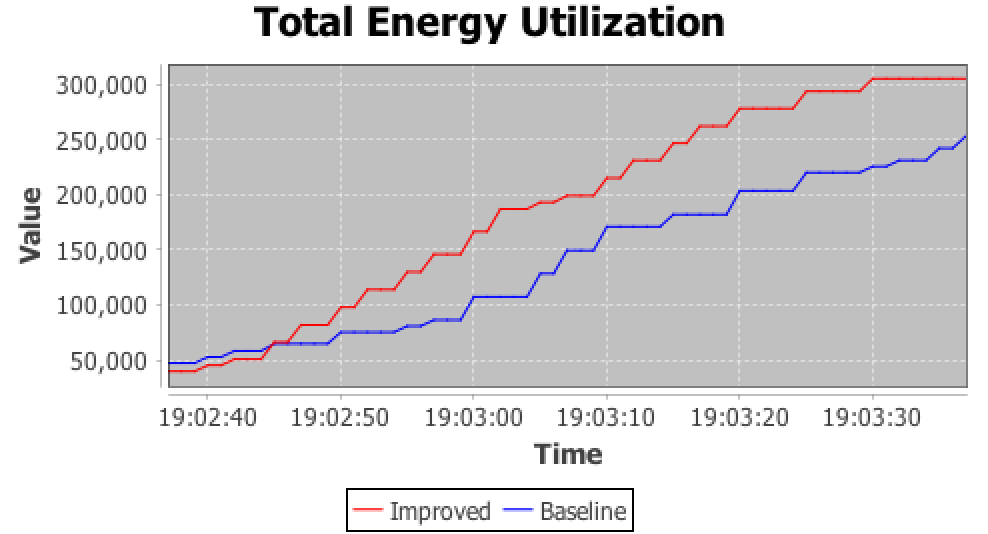 Total Energy Utilization
300,000
250,000
200,000
150,000
100,000
50,000
Value
19:02:40 19:02:50 19:03:00 19:03:10 19:03:20 19:03:30
Time
Improved Baseline